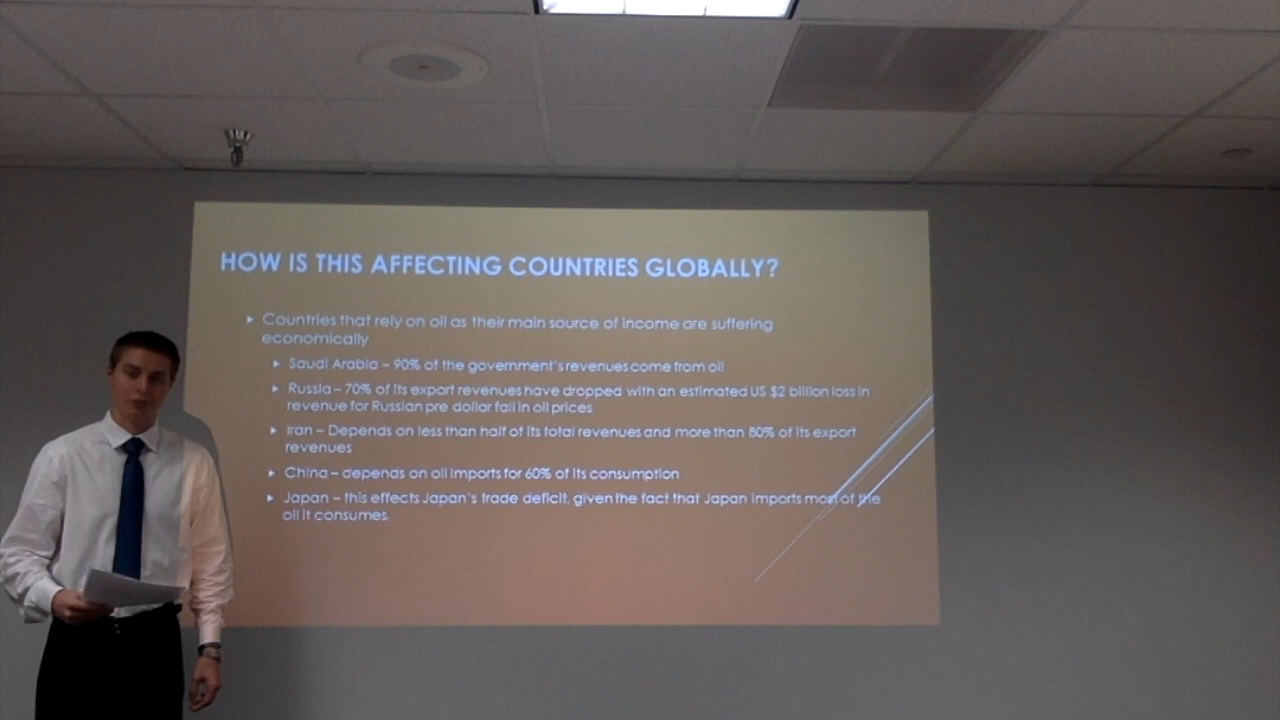 HOW IS THIS AFFECTING COUNTRIES GLOBALLY?
Countries that rely on oil as their main source of income are suffering
economically
Saudi Arabia – 90% of the government's revenues come from oil
Russia – 70% of its export revenues have dropped with an estimated US $2 billion loss in
revenue for Russian pre dollar fall in oil prices
Iran – Depends on less than half of its total revenues and more than 80% of its export
revenues
China – depends on oil imports for 60% of its consumption
Japan – this effects Japan's trade deficit, given the fact that Japan imports most of the
oil it consumes.